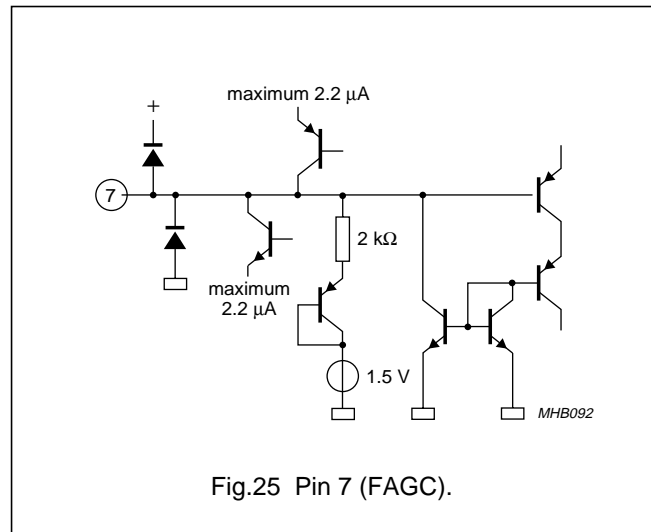 maximum 2.2 μA
+
7
2 kΩ
maximum
2.2 μA
1.5 V
MHB092
Fig.25 Pin 7 (FAGC).